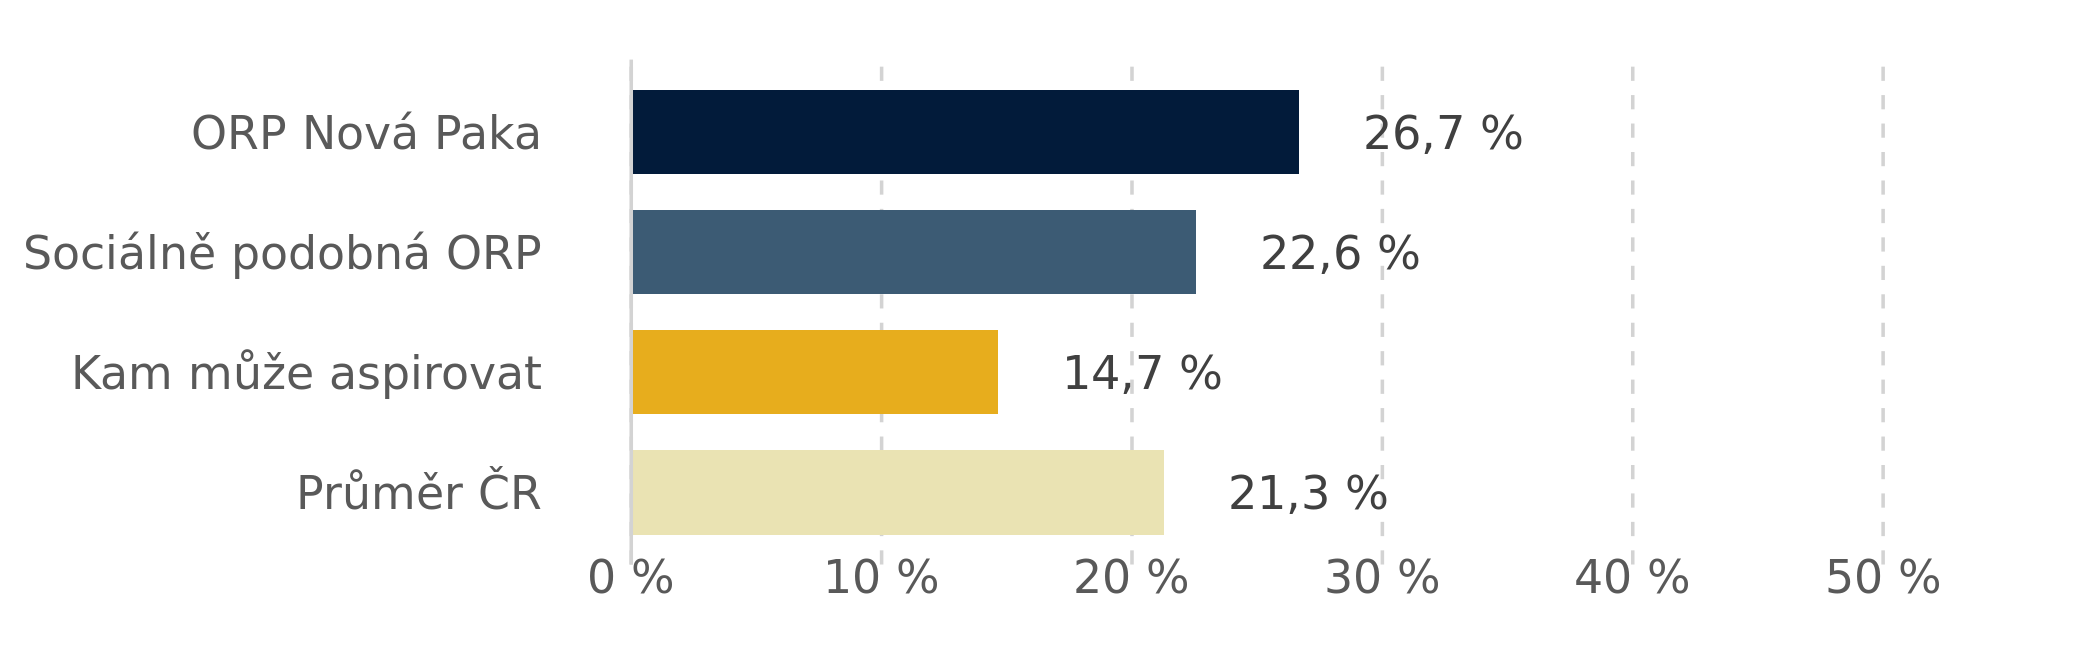 ORP Nová Paka 26,7 %
Sociálně podobná ORP 22,6 %
Kam může aspirovat 14,7 %
Průměr ČR 21,3 %
0 % 10 % 20 % 30 % 40 % 50 %